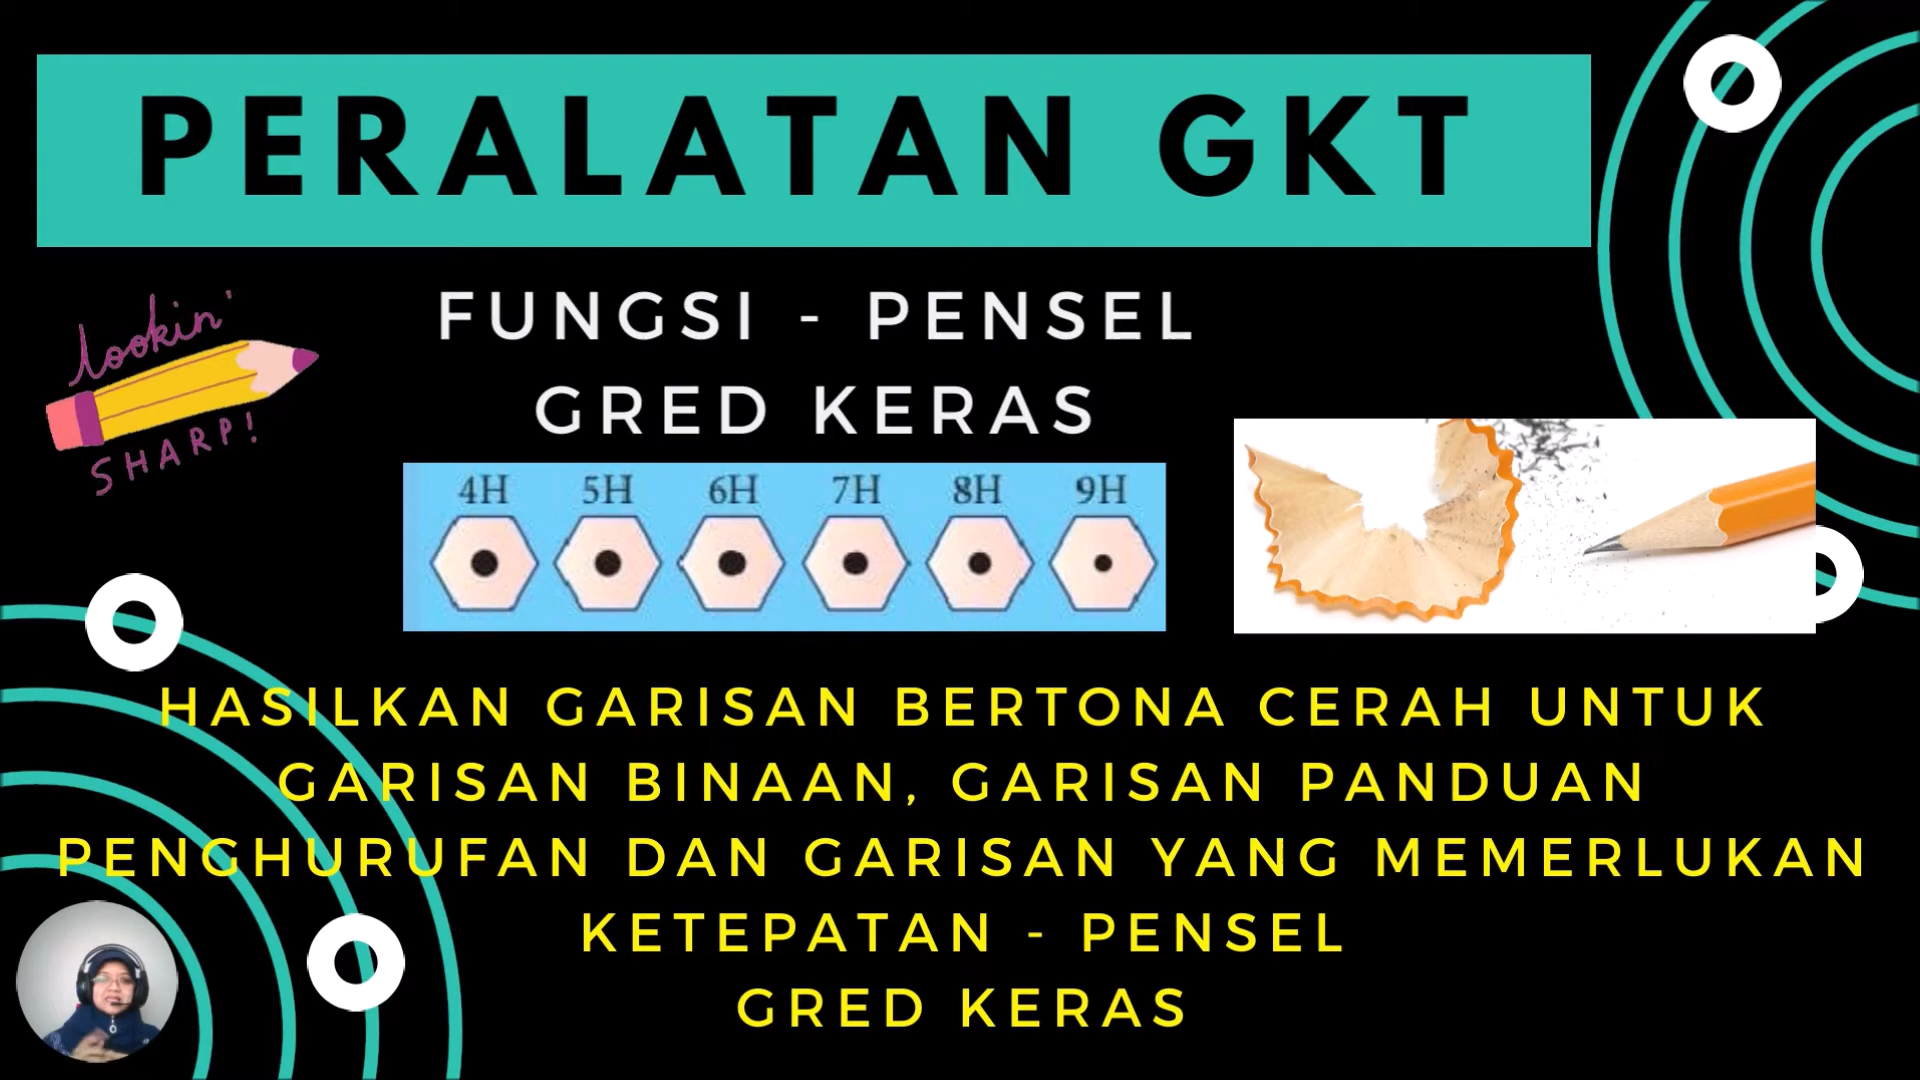 PERALATAN GKT
lookin'
SHARP!
FUNGSI - PENSEL
GRED KERAS
4H 5H 6H 7H 8H 9H
HASILKAN GARISAN BERTONA CERAH UNTUK
GARISAN BINAAN, GARISAN PANDUAN
PENGHURUFAN DAN GARISAN YANG MEMERLUKAN
KETEPATAN - PENSEL
GRED KERAS